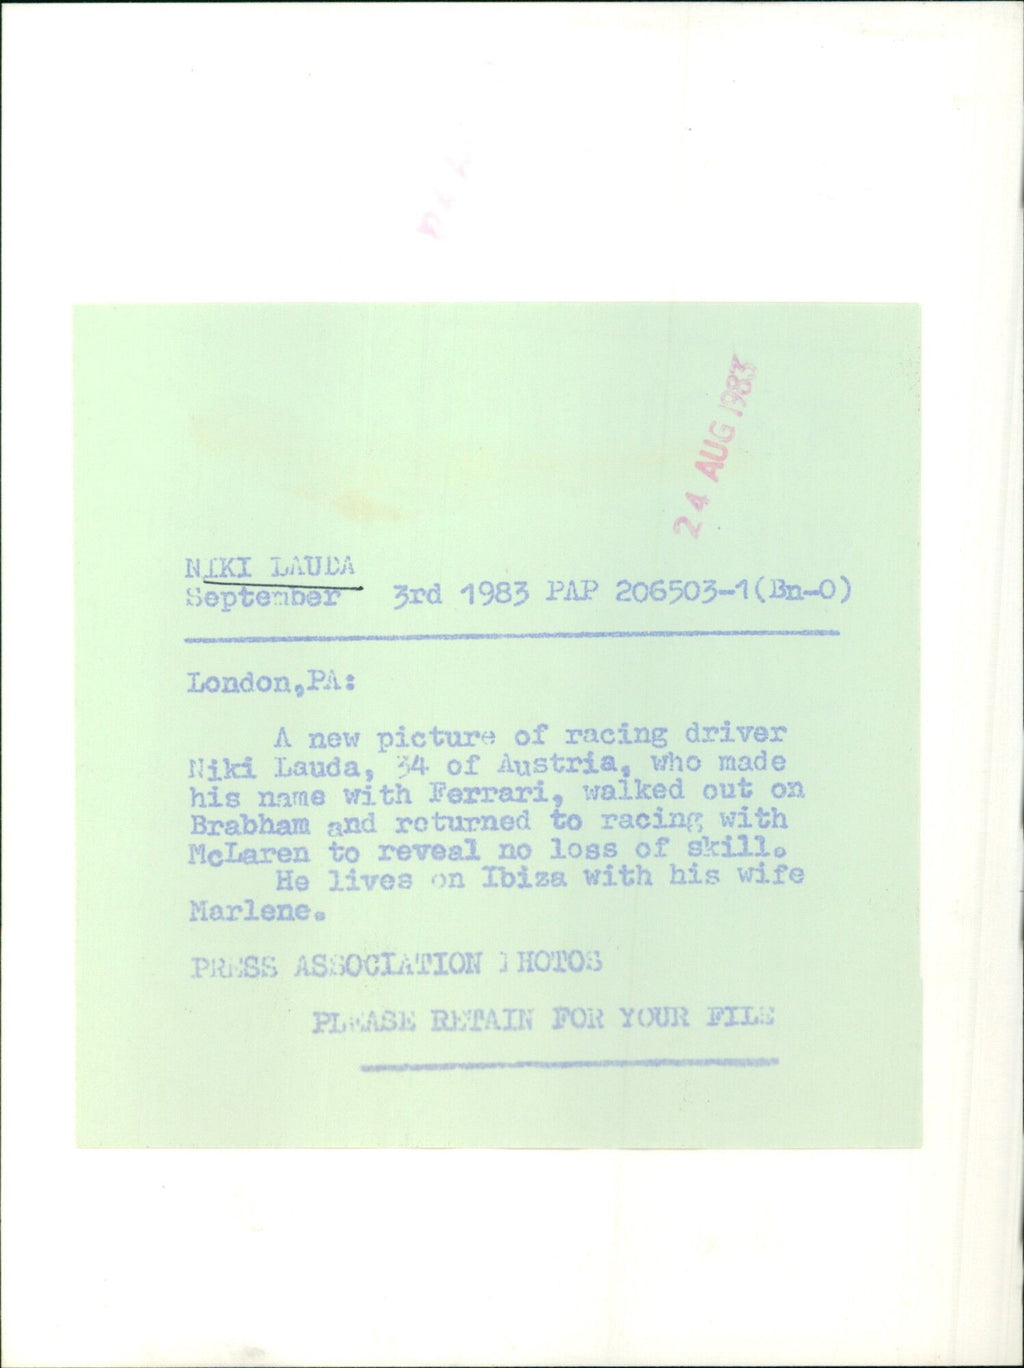 24 AUG 1983
NIKI LAUDA
September 3rd 1983 PAP 206503-1(Bn-0)
London,PA:
A new picture of racing driver
Niki Lauda, 34 of Austria, who made
his name with Ferrari, walked out on
Brabham and returned to racing with
McLaren to reveal no loss of skill.
He lives on Ibiza with his wife
Marlene.
PRESS ASSOCIATION PHOTOS
PLEASE RETAIN FOR YOUR FILE